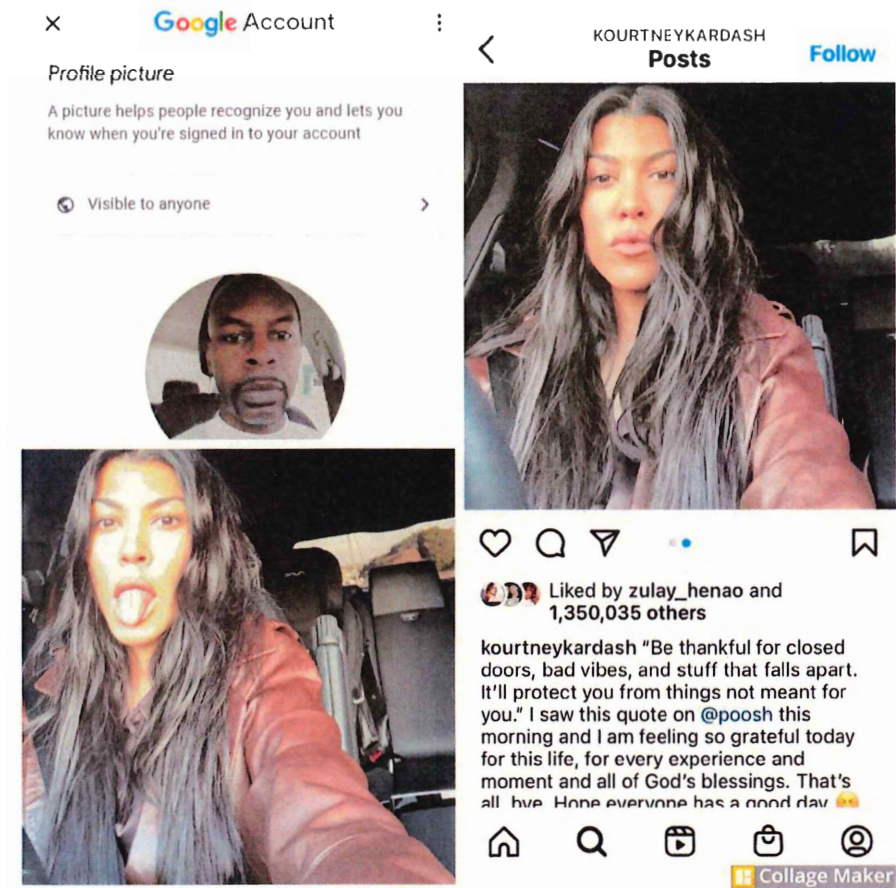 Google Account
Profile picture
A picture helps people recognize you and lets you
know when you're signed in to your account
Visible to anyone
KOURTNEYKARDASH
Posts
Follow
Liked by zulay_henao and
1,350,035 others
kourtneykardash "Be thankful for closed
doors, bad vibes, and stuff that falls apart.
It'll protect you from things not meant for
you." I saw this quote on @poosh this
morning and I am feeling so grateful today
for this life, for every experience and
moment and all of God's blessings. That's
all, bye. Hope everyone has a good day
Collage Maker